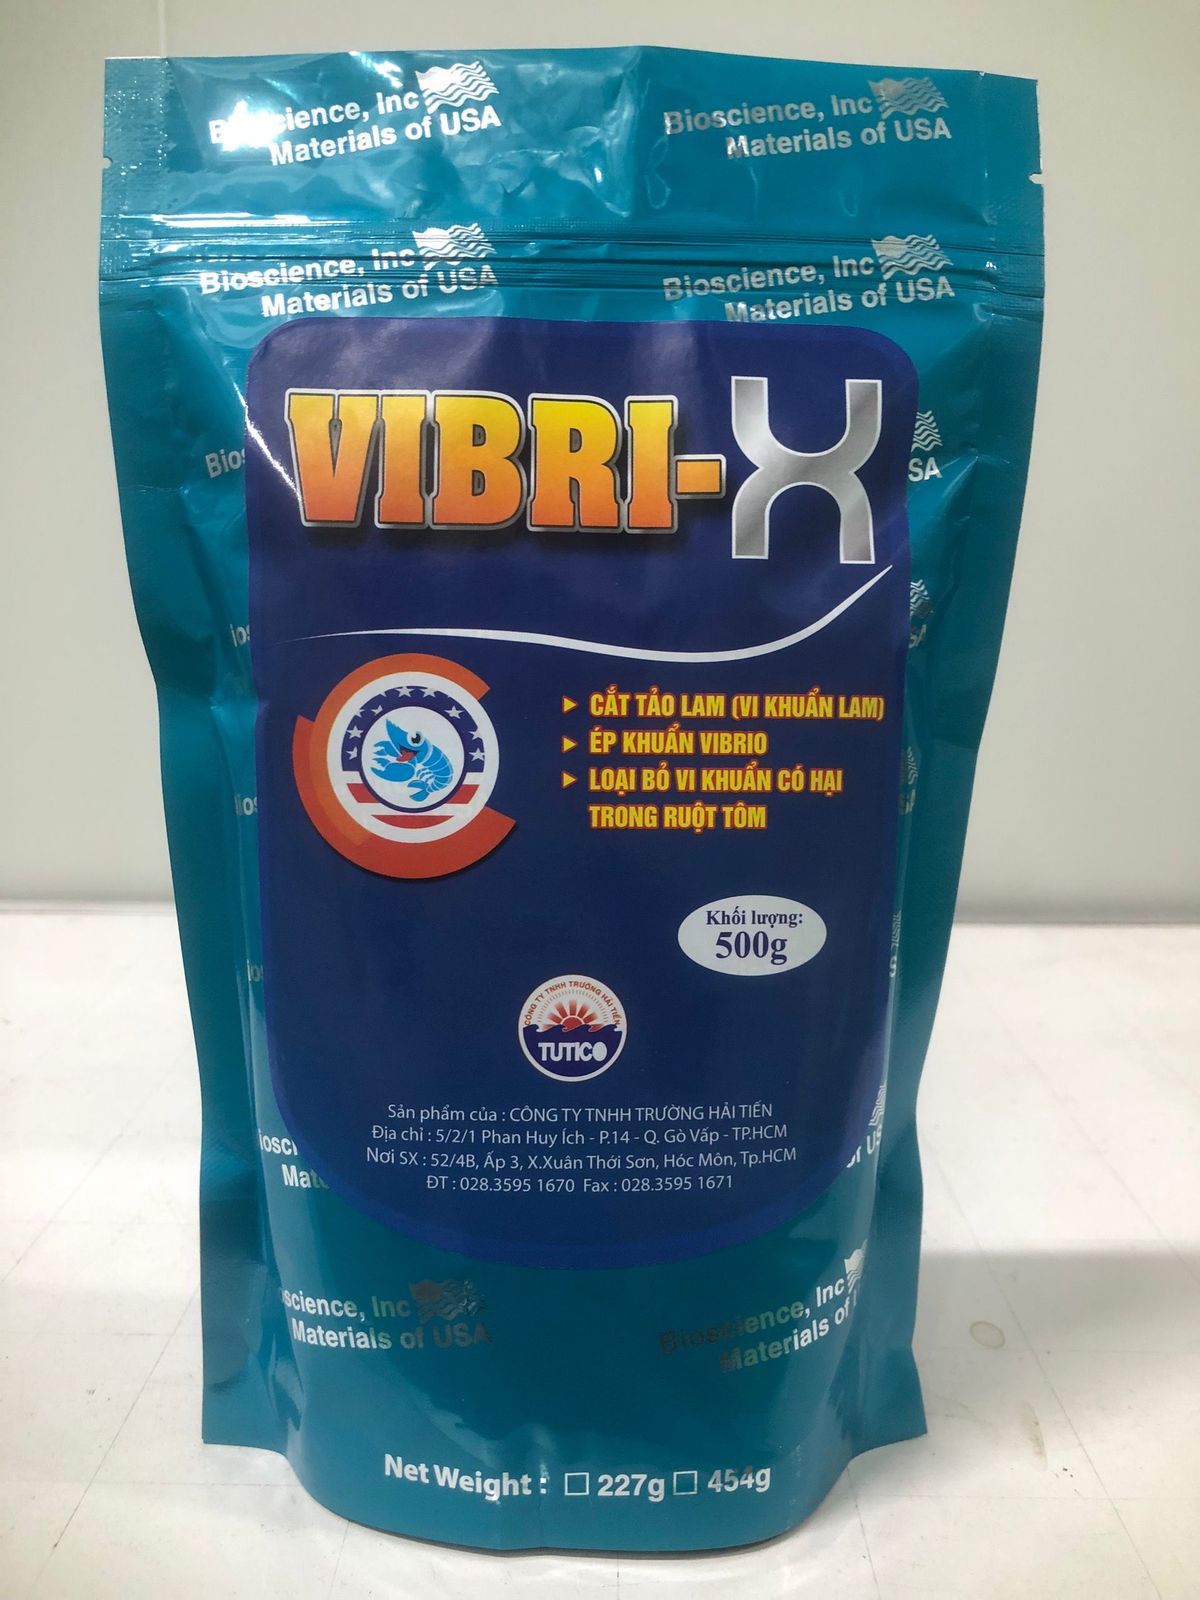 Bioscience, Inc
Materials of USA
Bioscience, Inc
Materials of USA
Bioscience, Inc
Materials of USA
Bioscience, Inc
Materials of USA
VIBRI-X
▶ CẮT TẢO LAM (VI KHUẨN LAM)
▶ ÉP KHUẨN VIBRIO
▶ LOẠI BỎ VI KHUẨN CÓ HẠI
TRONG RUỘT TÔM
Khối lượng:
500g
CÔNG TY TNHH TRƯỜNG HẢI TIẾN
TUTICO
Sản phẩm của : CÔNG TY TNHH TRƯỜNG HẢI TIẾN
Địa chỉ : 5/2/1 Phan Huy Ích - P.14 - Q. Gò Vấp - TP.HCM
Nơi SX : 52/4B, Ấp 3, X.Xuân Thới Sơn, Hóc Môn, Tp.HCM
ĐT : 028.3595 1670 Fax : 028.3595 1671
science, Inc
Materials of USA
Bioscience, Inc
Materials of
Net Weight : ☐ 227g ☐ 454g